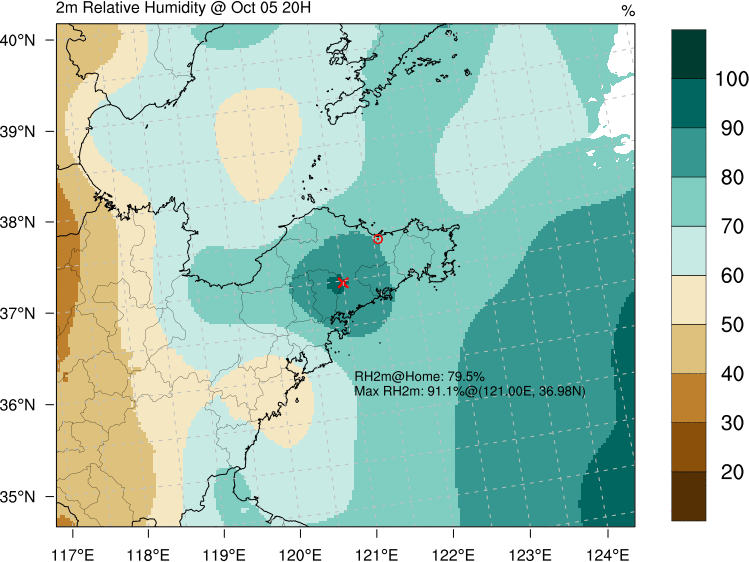 2m Relative Humidity @ Oct 05 20H
%
40°N
39°N
38°N
37°N
36°N
35°N
117°E 118°E 119°E 120°E 121°E 122°E 123°E 124°E
RH2m@Home: 79.5%
Max RH2m: 91.1%@(121.00E, 36.98N)
100
90
80
70
60
50
40
30
20